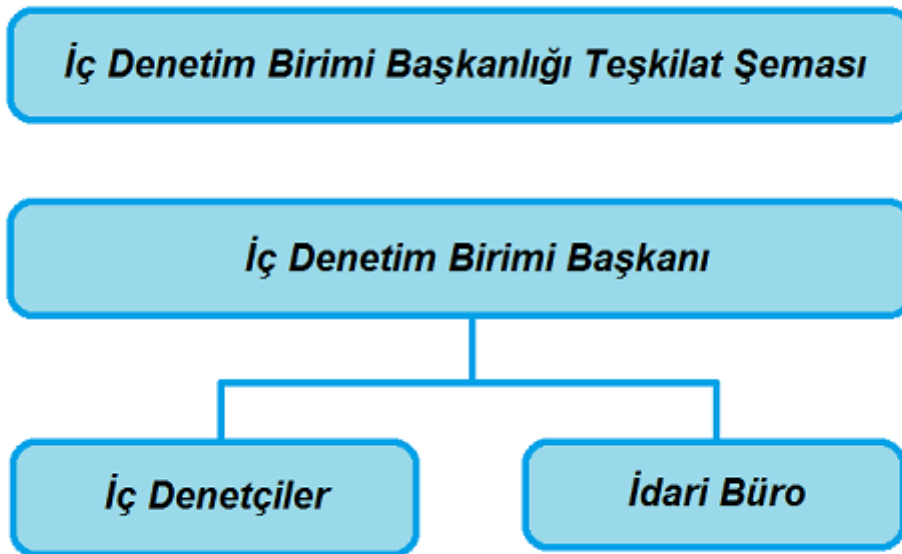 İç Denetim Birimi Başkanlığı Teşkilat Şeması
İç Denetim Birimi Başkanı
İç Denetçiler
İdari Büro